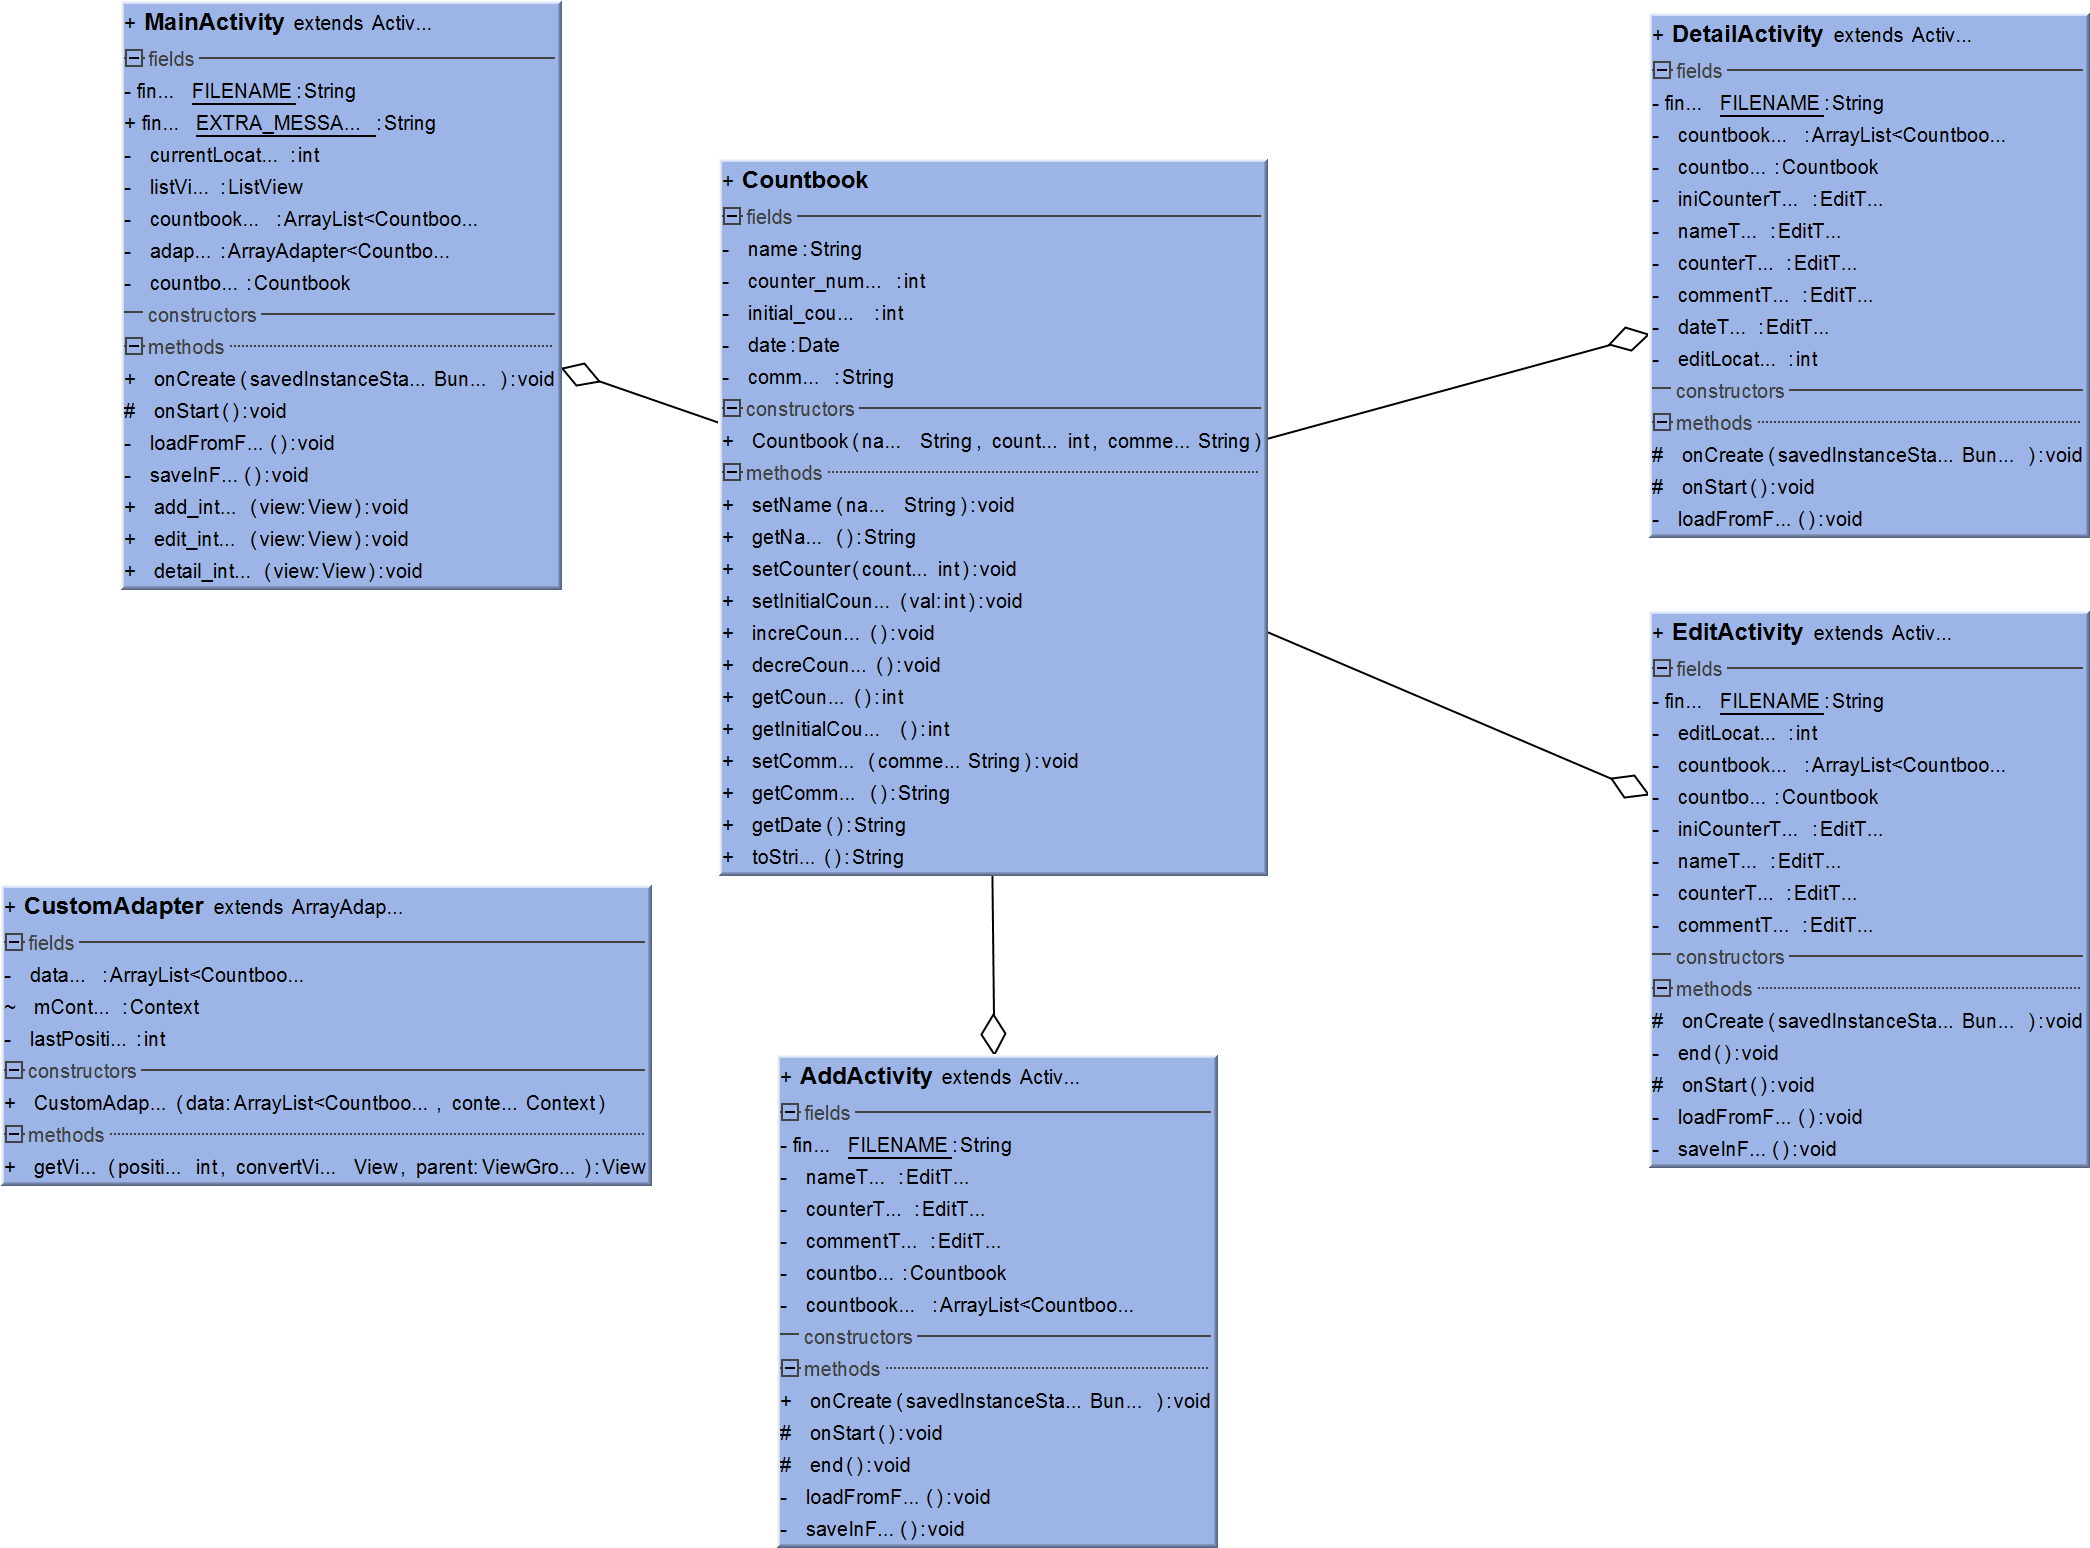 + MainActivity extends Activ...
fields
- fin... FILENAME :String
+ fin... EXTRA_MESSA... :String
- currentLocat... :int
- listVi... :ListView
- countbook... :ArrayList<Countboo...
- adap... :ArrayAdapter<Countbo...
- countbo... :Countbook
constructors
methods
+ onCreate(savedInstanceSta... Bun... ):void
# onStart():void
- loadFromF... ():void
- saveInF... ():void
+ add_int... (view:View):void
+ edit_int... (view:View):void
+ detail_int... (view:View):void
+ Countbook
fields
- name:String
- counter_num... :int
- initial_cou... :int
- date:Date
- comm... :String
constructors
+ Countbook(na... String, count... int, comme... String)
methods
+ setName(na... String):void
+ getNa... ():String
+ setCounter(count... int):void
+ setInitialCoun... (val:int):void
+ increCoun... ():void
+ decreCoun... ():void
+ getCoun... ():int
+ getInitialCou... ():int
+ setComm... (comme... String):void
+ getComm... ():String
+ getDate():String
+ toStri... ():String
+ DetailActivity extends Activ...
fields
- fin... FILENAME :String
- countbook... :ArrayList<Countboo...
- countbo... :Countbook
- iniCounterT... :EditT...
- nameT... :EditT...
- counterT... :EditT...
- commentT... :EditT...
- dateT... :EditT...
- editLocat... :int
constructors
methods
# onCreate(savedInstanceSta... Bun... ):void
# onStart():void
- loadFromF... ():void
+ EditActivity extends Activ...
fields
- fin... FILENAME :String
- editLocat... :int
- countbook... :ArrayList<Countboo...
- countbo... :Countbook
- iniCounterT... :EditT...
- nameT... :EditT...
- counterT... :EditT...
- commentT... :EditT...
constructors
methods
# onCreate(savedInstanceSta... Bun... ):void
- end():void
# onStart():void
- loadFromF... ():void
- saveInF... ():void
+ CustomAdapter extends ArrayAdap...
fields
- data... :ArrayList<Countboo...
~ mCont... :Context
- lastPositi... :int
constructors
+ CustomAdap... (data:ArrayList<Countboo... , conte... Context)
methods
+ getVi... (positi... int, convertVi... View, parent:ViewGro... ):View
+ AddActivity extends Activ...
fields
- fin... FILENAME :String
- nameT... :EditT...
- counterT... :EditT...
- commentT... :EditT...
- countbo... :Countbook
- countbook... :ArrayList<Countboo...
constructors
methods
+ onCreate(savedInstanceSta... Bun... ):void
# onStart():void
# end():void
- loadFromF... ():void
- saveInF... ():void